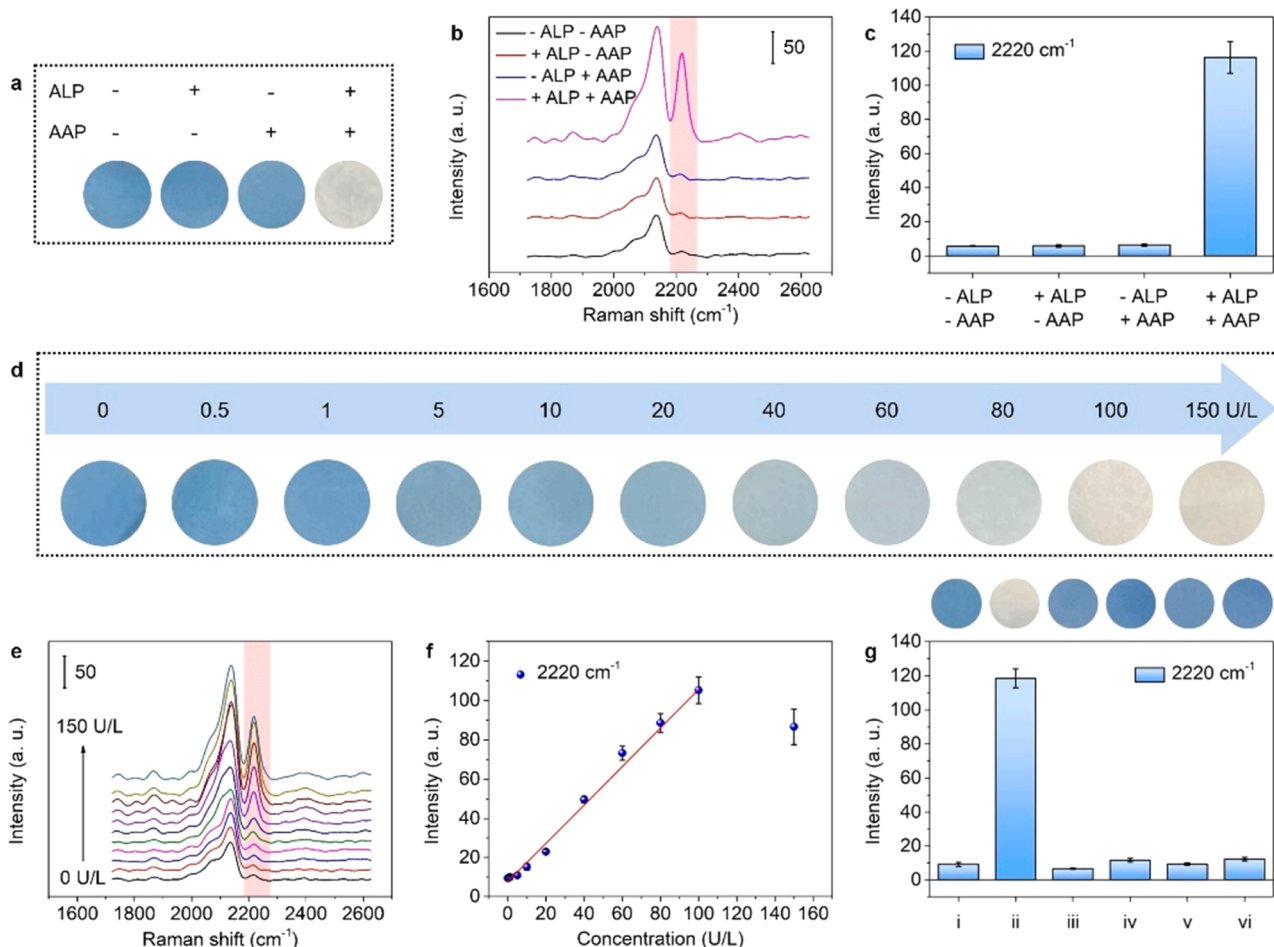 a
ALP - + - +
AAP - - + +
b
- ALP - AAP
+ ALP - AAP
- ALP + AAP
+ ALP + AAP
50
Intensity (a. u.)
1600 2000 2200 2400 2600
Raman shift (cm⁻¹)
c
2220 cm⁻¹
Intensity (a. u.)
140
120
100
80
60
40
20
0
- ALP + ALP - ALP + ALP
- AAP - AAP + AAP + AAP
d
0 0.5 1 5 10 20 40 60 80 100 150 U/L
e
50
150 U/L
0 U/L
Intensity (a. u.)
1600 2000 2200 2400 2600
Raman shift (cm⁻¹)
f
2220 cm⁻¹
Intensity (a. u.)
120
100
80
60
40
20
0
0 20 40 60 80 100 120 140 160
Concentration (U/L)
g
2220 cm⁻¹
Intensity (a. u.)
140
120
100
80
60
40
20
0
i ii iii iv v vi